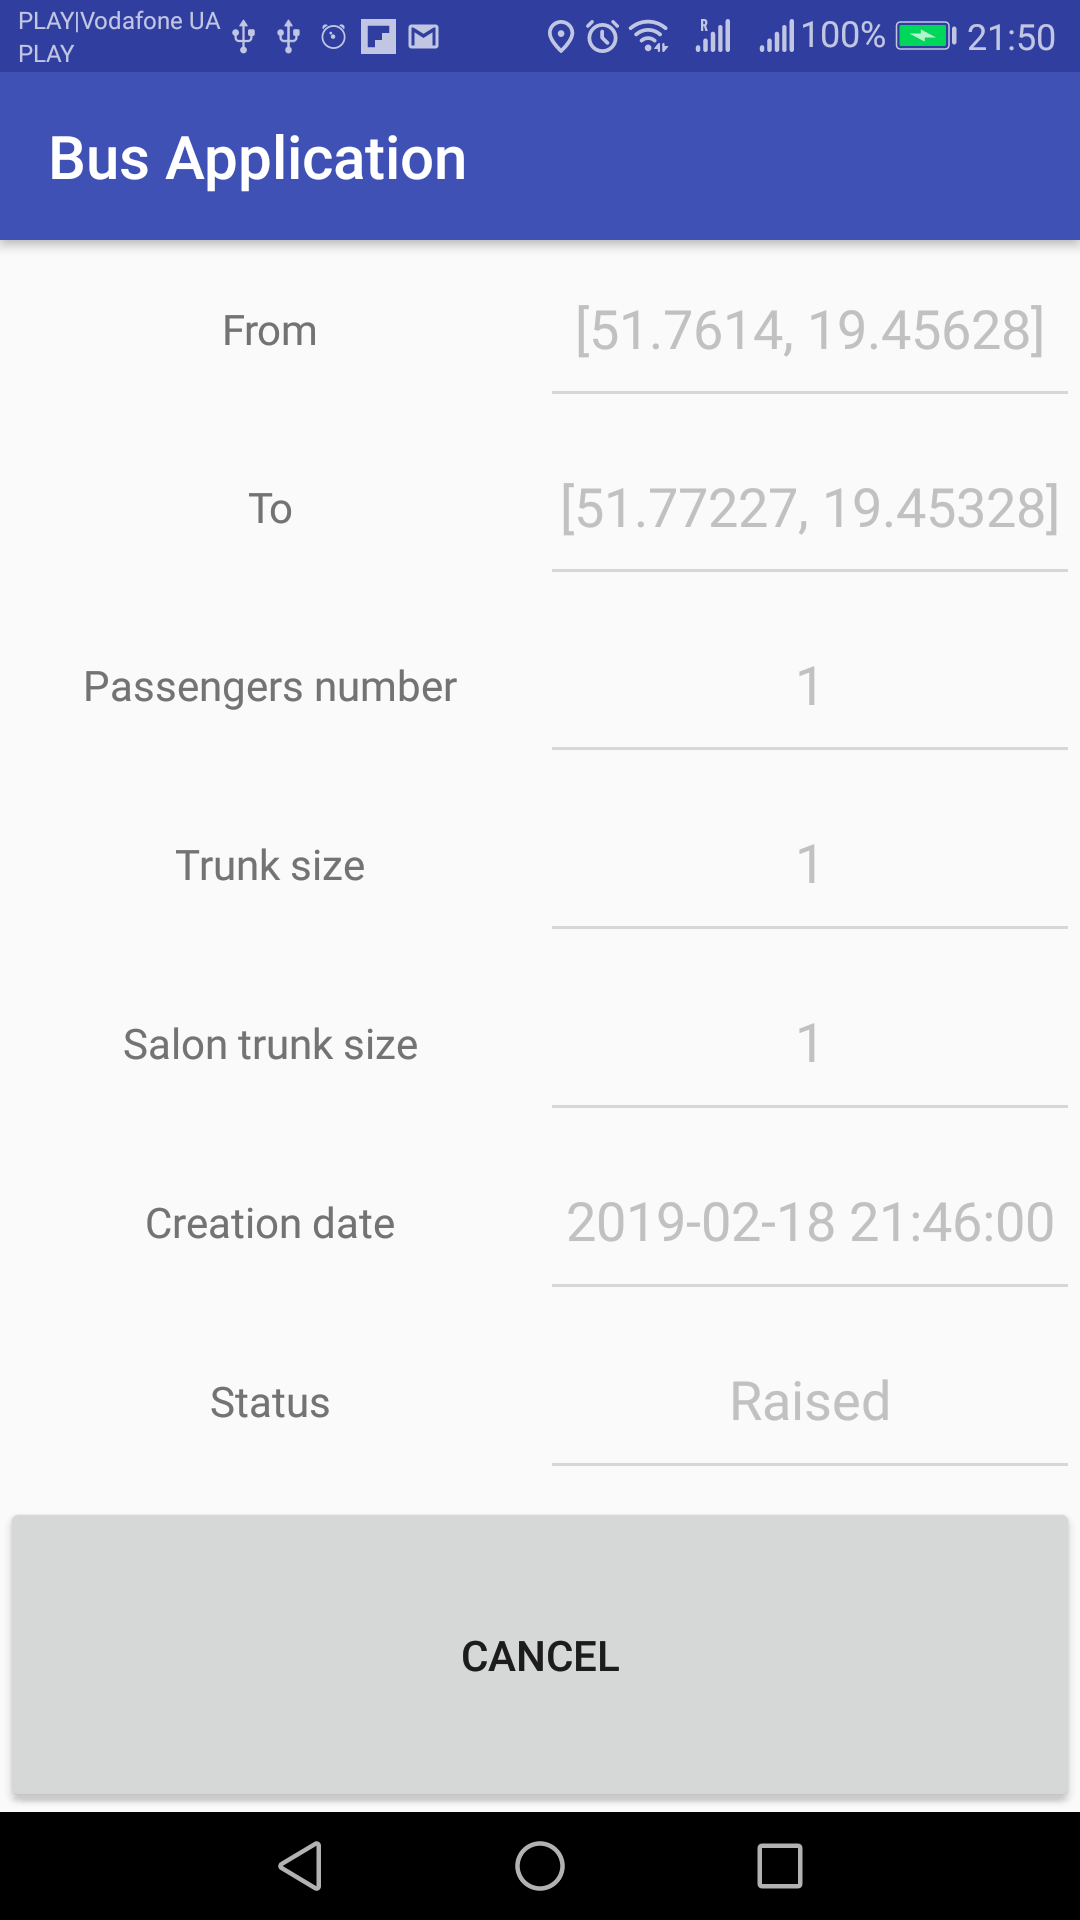 PLAY|Vodafone UA
PLAY
R
100%
21:50
Bus Application
From
[51.7614, 19.45628]
To
[51.77227, 19.45328]
Passengers number
1
Trunk size
1
Salon trunk size
1
Creation date
2019-02-18 21:46:00
Status
Raised
CANCEL